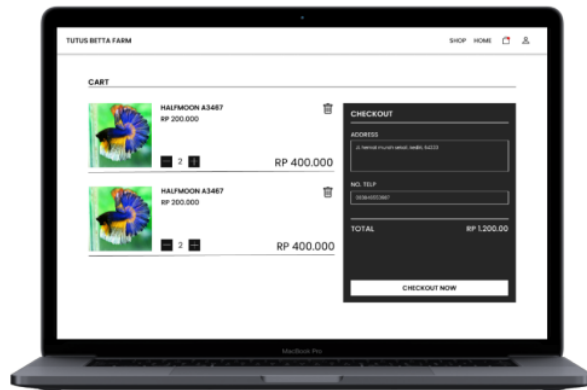 TUTUS BETTA FARM
SHOP HOME
CART
HALFMOON A3467
RP 200.000
2
RP 400.000
HALFMOON A3467
RP 200.000
2
RP 400.000
CHECKOUT
ADDRESS
NO. TELP
TOTAL RP 1.200.00
CHECKOUT NOW
MacBook Pro